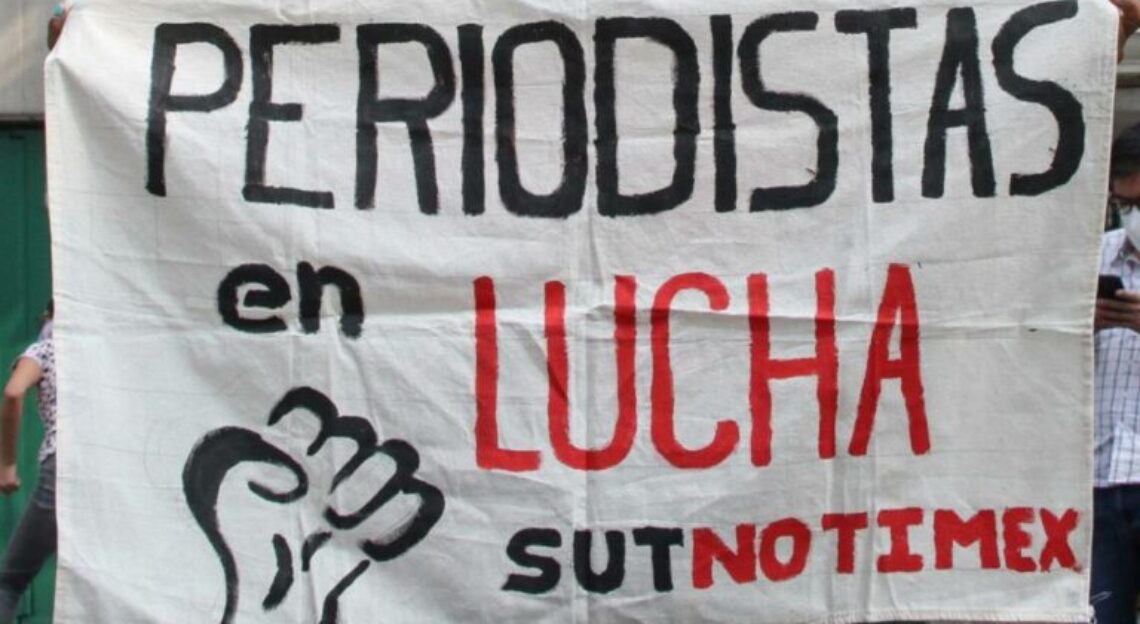 PERIODISTAS
en LUCHA
SUTNOTIMEX